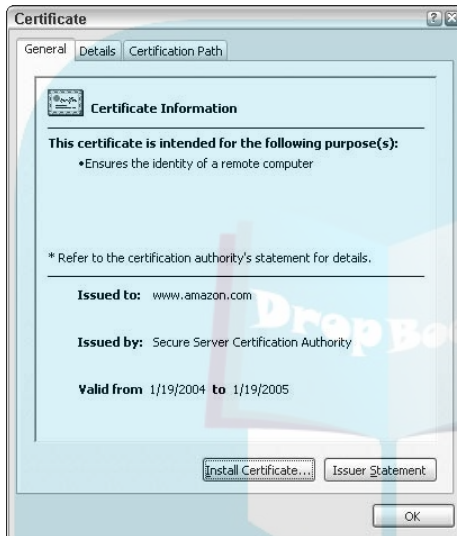 Certificate
General Details Certification Path
Certificate Information
This certificate is intended for the following purpose(s):
•Ensures the identity of a remote computer
* Refer to the certification authority's statement for details.
Issued to: www.amazon.com
Issued by: Secure Server Certification Authority
Valid from 1/19/2004 to 1/19/2005
Install Certificate... Issuer Statement
OK